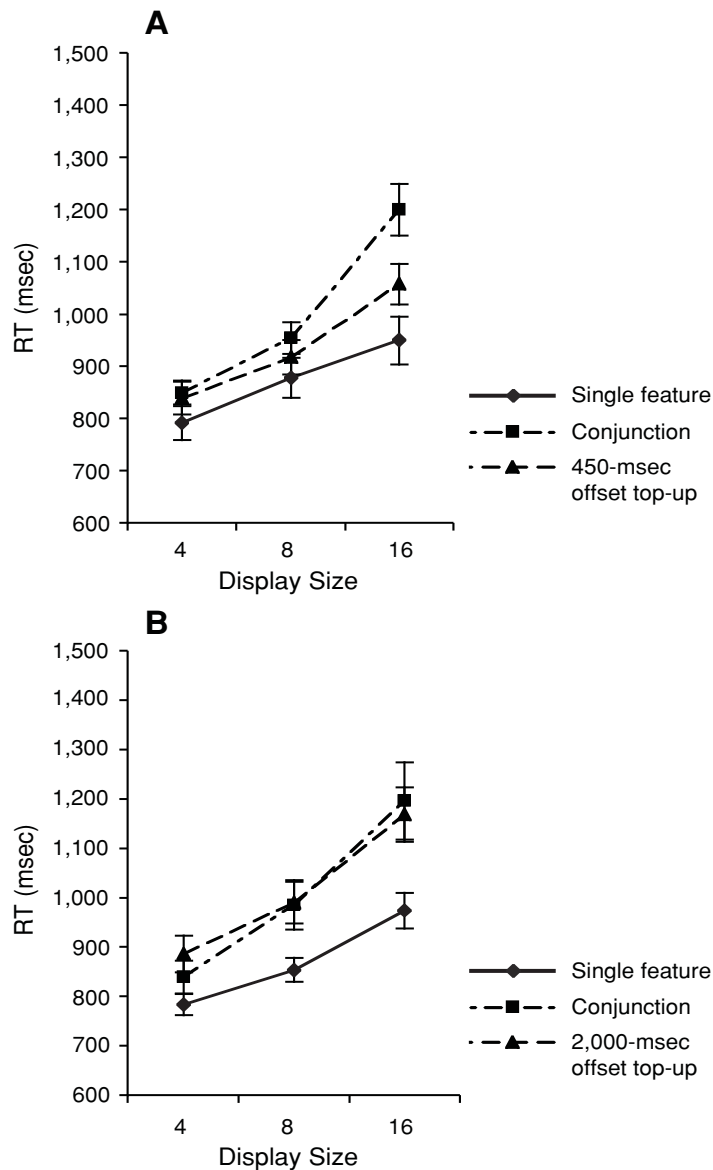 A
1,500
1,400
1,300
1,200
1,100
1,000
900
800
700
600
RT (msec)
4 8 16
Display Size
Single feature
Conjunction
450-msec
offset top-up
B
1,500
1,400
1,300
1,200
1,100
1,000
900
800
700
600
RT (msec)
4 8 16
Display Size
Single feature
Conjunction
2,000-msec
offset top-up